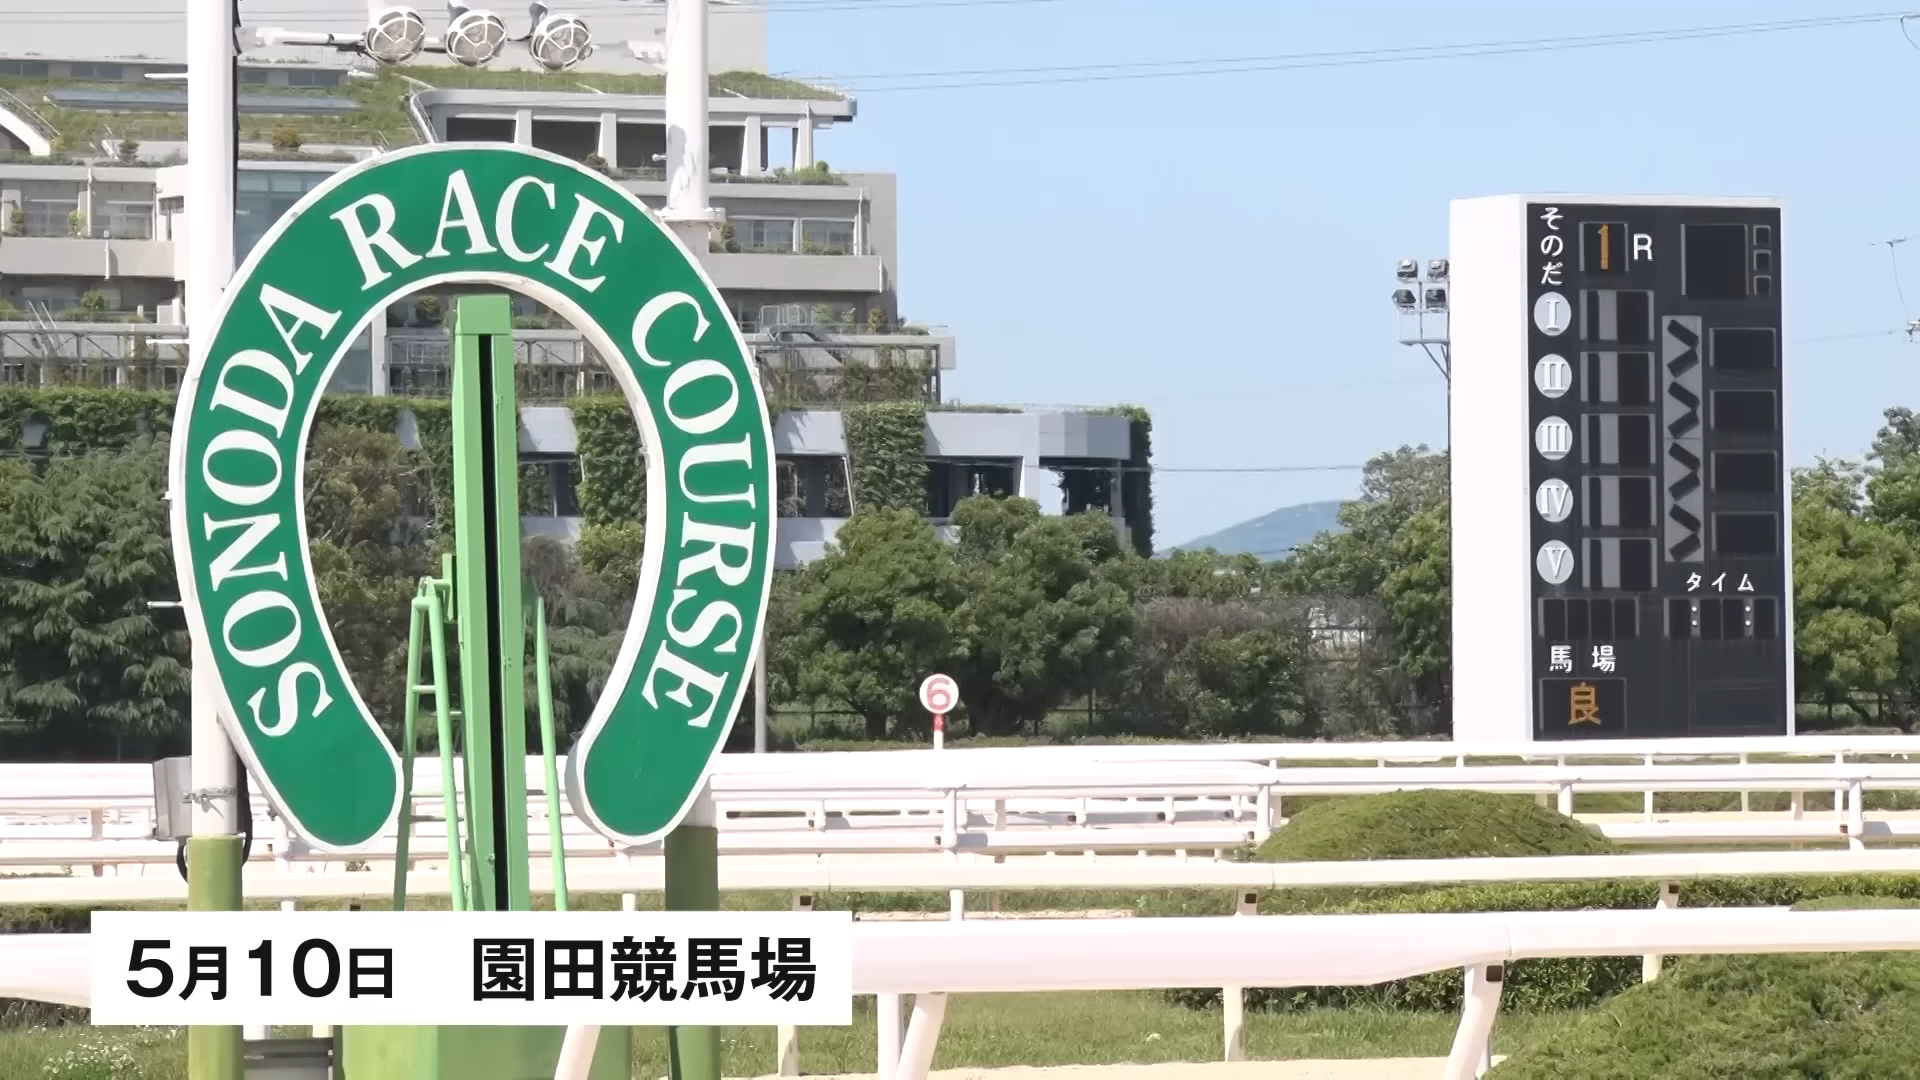 SONODA RACE COURSE
そのだ
1R
I
II
III
IV
V
タイム
馬場
良
6
5月10日 園田競馬場